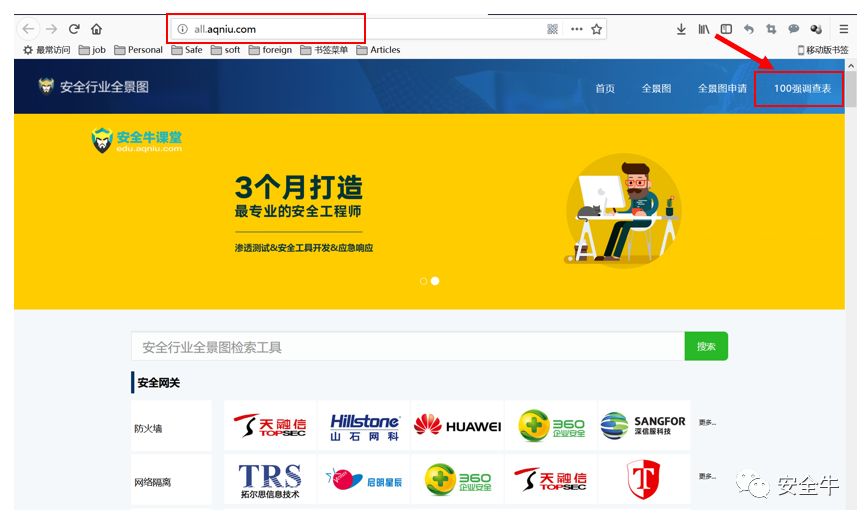 all.aqniu.com
最常访问 job Personal Safe soft foreign 书签菜单 Articles 移动版书签
安全行业全景图 首页 全景图 全景图申请 100强调查表
安全牛课堂
edu.aqniu.com
3个月打造
最专业的安全工程师
渗透测试&安全工具开发&应急响应
安全行业全景图检索工具 搜索
安全网关
防火墙 天融信 TOPSEC Hillstone 山石网科 HUAWEI 360 企业安全 SANGFOR 深信服科技 更多...
网络隔离 TRS 拓尔思信息技术 启明星辰 360 企业安全 天融信 TOPSEC 更多...
安全牛